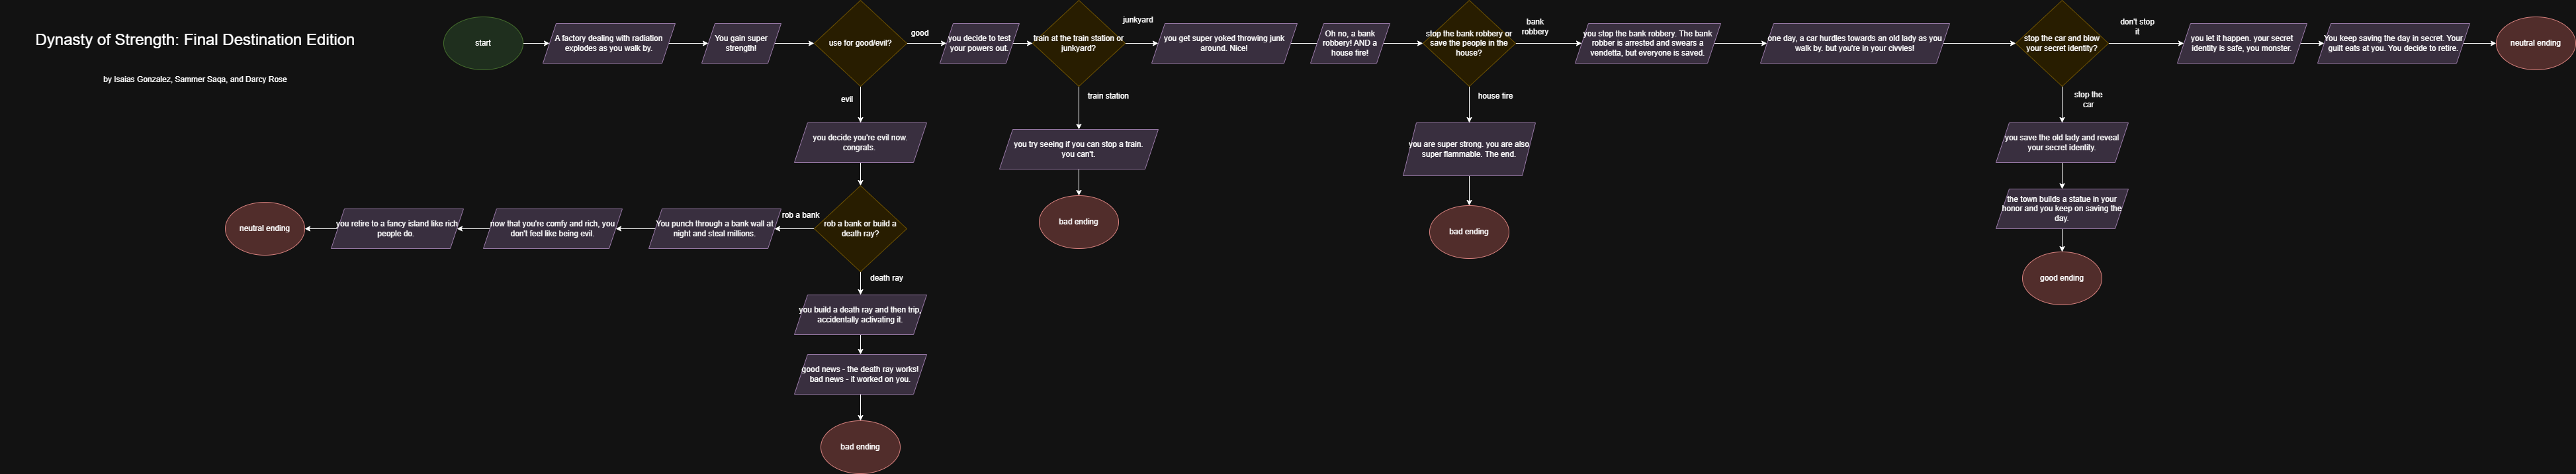 Dynasty of Strength: Final Destination Edition
by Isaias Gonzalez, Sammer Saqa, and Darcy Rose
start
A factory dealing with radiation
explodes as you walk by.
You gain super
strength!
use for good/evil?
good
you decide to test
your powers out.
train at the train station or
junkyard?
junkyard
you get super yoked throwing junk
around. Nice!
Oh no, a bank
robbery! AND a
house fire!
stop the bank robbery or
save the people in the
house?
bank
robbery
you stop the bank robbery. The bank
robber is arrested and swears a
vendetta, but everyone is saved.
one day, a car hurdles towards an old lady as you
walk by. but you're in your civvies!
stop the car and blow
your secret identity?
don't stop
it
you let it happen. your secret
identity is safe, you monster.
You keep saving the day in secret. Your
guilt eats at you. You decide to retire.
neutral ending
evil
you decide you're evil now.
congrats.
train station
you try seeing if you can stop a train.
you can't.
bad ending
house fire
you are super strong. you are also
super flammable. The end.
bad ending
stop the
car
you save the old lady and reveal
your secret identity.
the town builds a statue in your
honor and you keep on saving the
day.
good ending
rob a bank or build a
death ray?
rob a bank
You punch through a bank wall at
night and steal millions.
now that you're comfy and rich, you
don't feel like being evil.
you retire to a fancy island like rich
people do.
neutral ending
death ray
you build a death ray and then trip,
accidentally activating it.
good news - the death ray works!
bad news - it worked on you.
bad ending